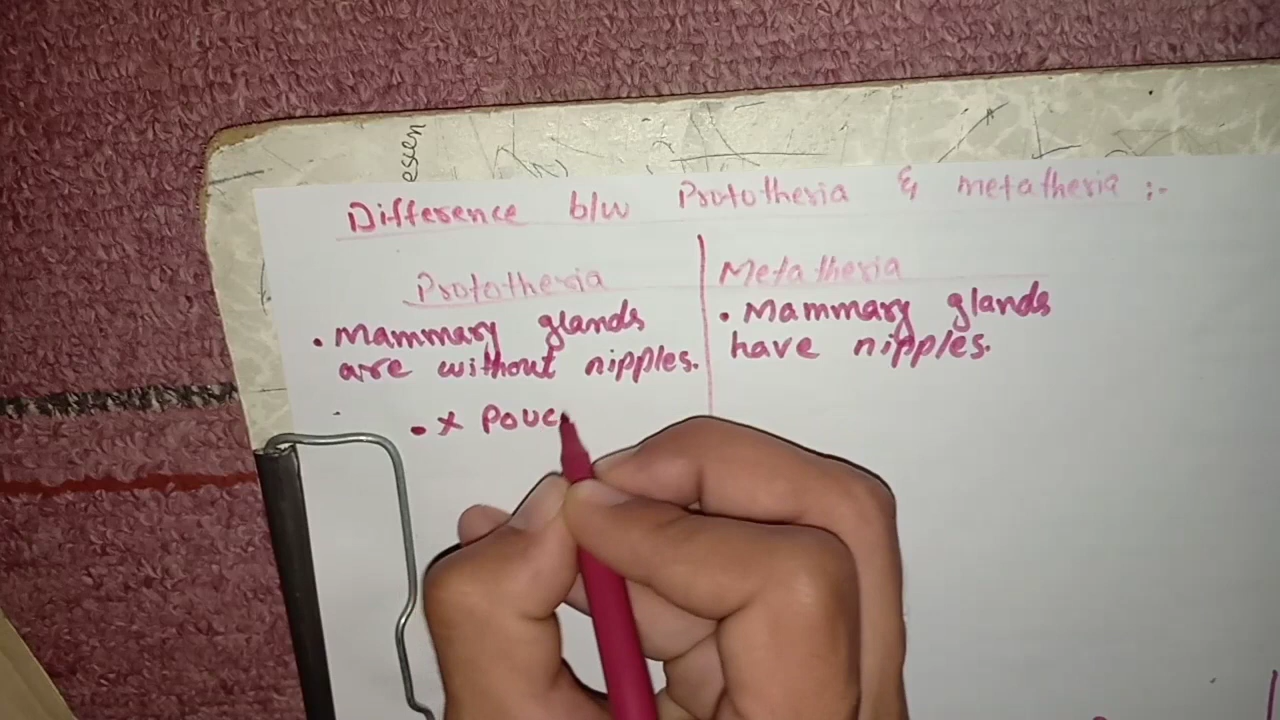 Difference b/w Prototheria & metatheria :-
Prototheria
• Mammary glands
are without nipples.
• x Pouc
Metatheria
• Mammary glands
have nipples.